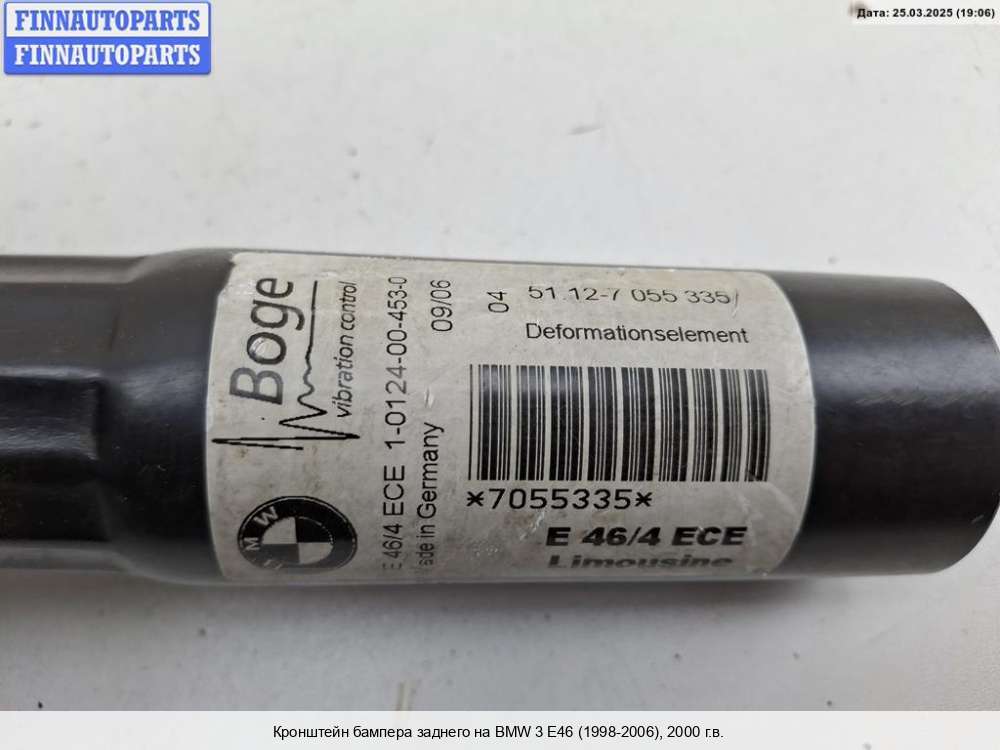 FINNAUTOPARTS
FINNAUTOPARTS
Дата: 25.03.2025 (19:06)
Boge
vibration control
E 46/4 ECE 1-0124-00-453-0
Made in Germany
09/06
BMW
04
51.12-7 055 335/
Deformationselement
*7055335*
E 46/4 ECE
Limousine
Кронштейн бампера заднего на BMW 3 E46 (1998-2006), 2000 г.в.